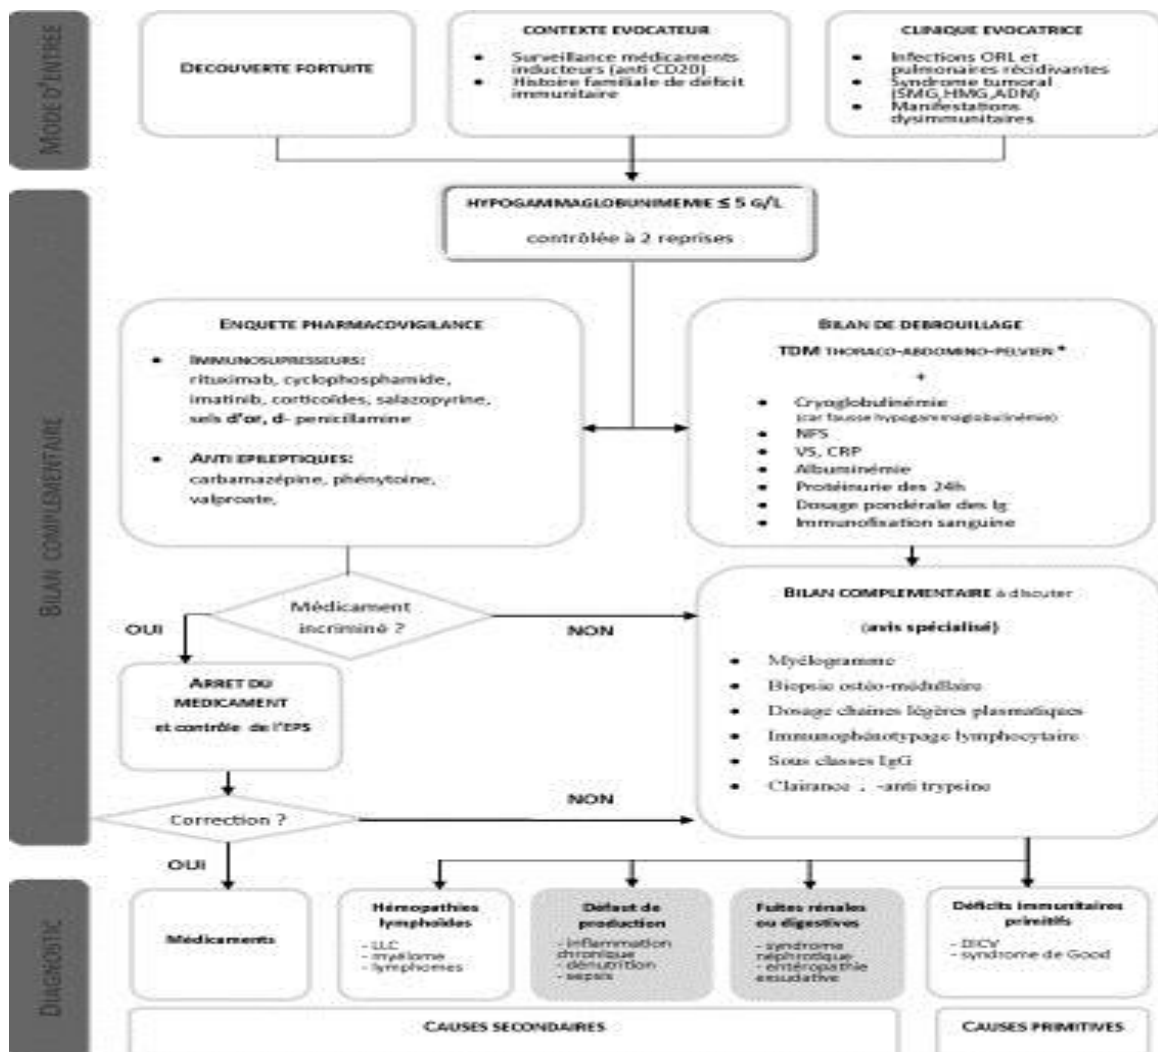 MODE D'ENTREE
DECOUVERTE FORTUITE
CONTEXTE EVOCATEUR
• Surveillance médicaments
inducteurs (anti CD20)
• Histoire familiale de déficit
immunitaire
CLINIQUE EVOCATRICE
• Infections ORL et
pulmonaires récidivantes
• Syndrome tumoral
(SMG,HMG,ADN)
• Manifestations
dysimmunitaires
BILAN COMPLEMENTAIRE
HYPOGAMMAGLOBUNIMEMIE ≤ 5 G/L
contrôlée à 2 reprises
ENQUETE PHARMACOVIGILANCE
• IMMUNOSUPRESSEURS:
rituximab, cyclophosphamide,
imatinib, corticoïdes, salazopyrine,
sels d'or, d- penicillamine
• ANTI EPILEPTIQUES:
carbamazépine, phénytoine,
valproate,
BILAN DE DEBROUILLAGE
TDM THORACO-ABDOMINO-PELVIEN *
+
• Cryoglobulinémie
(car fausse hypogammaglobulinémie)
• NFS
• VS, CRP
• Albuminémie
• Protéinurie des 24h
• Dosage pondérale des Ig
• Immunofixation sanguine
Médicament
incriminé ?
OUI
NON
ARRET DU
MEDICAMENT
et contrôle de l'EPS
BILAN COMPLEMENTAIRE à discuter
(avis spécialisé)
• Myélogramme
• Biopsie ostéo-médullaire
• Dosage chaines légères plasmatiques
• Immunophénotypage lymphocytaire
• Sous classes IgG
• Clairance . -anti trypsine
Correction ?
NON
OUI
DIAGNOSTIC
Médicaments
Hémopathies
lymphoïdes
- LLC
- myélome
- lymphomes
Défaut de
production
- inflammation
chronique
- dénutrition
- sepsis
Fuites rénales
ou digestives
- syndrome
néphrotique
- entéropathie
exsudative
Déficits immunitaires
primitifs
- DICV
- syndrome de Good
CAUSES SECONDAIRES
CAUSES PRIMITIVES